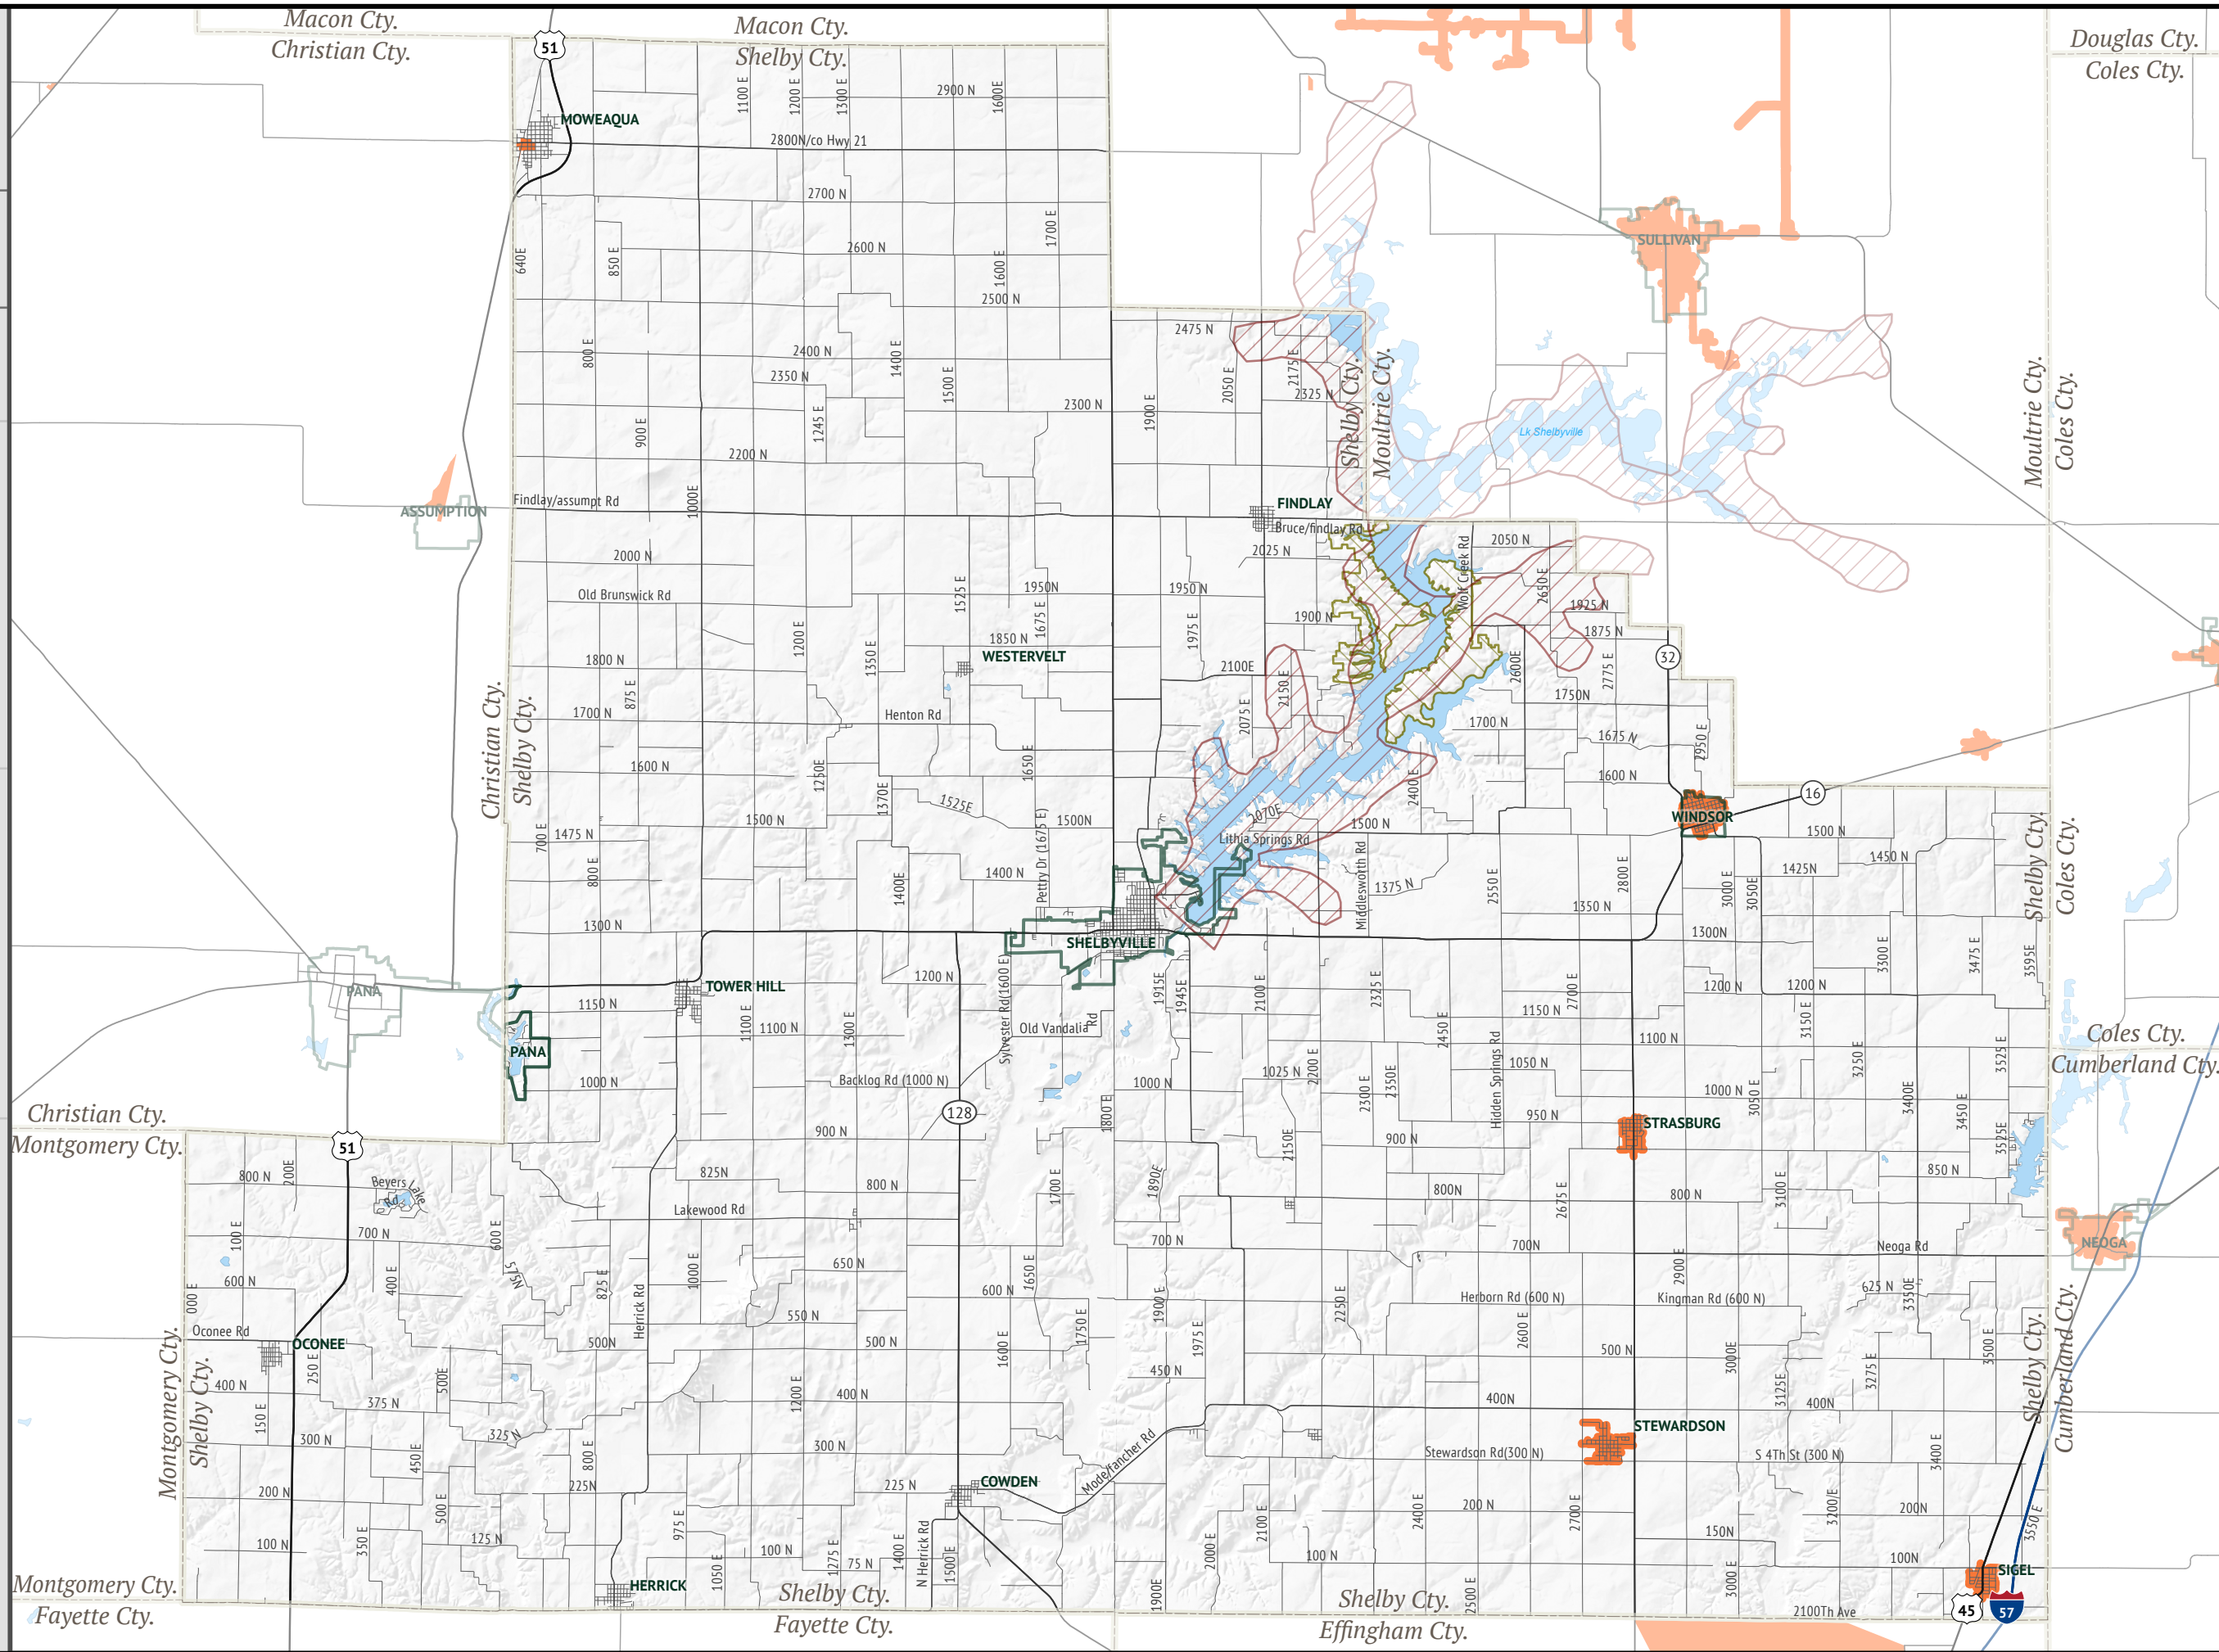 Macon Cty.
Christian Cty.
51
Macon Cty.
Shelby Cty.
Douglas Cty.
Coles Cty.
MOWEAQUA
1100 E
1200 E
1300 E
2900 N
1600E
2800N/co Hwy 21
2700 N
640E
850 E
2600 N
1600 E
1700 E
2500 N
SULLIVAN
2475 N
800 E
2400 N
1400 E
2350 N
1500 E
2300 N
1900 E
2050 E
2175 E
2325 N
Shelby Cty.
Moultrie Cty.
Lk Shelbyville
Moultrie Cty.
Coles Cty.
900 E
1245 E
2200 N
1000E
Findlay/assumpt Rd
ASSUMPTION
FINDLAY
Bruce/findlay Rd
2025 N
2050 N
Wolf Creek Rd
2650 E
2000 N
Old Brunswick Rd
1525 E
1950N
1675 E
1950 N
1975 E
1900 N
1925 N
1875 N
1200 E
1350 E
1850 N
WESTERVELT
1800 N
875 E
2100E
2150 E
2075 E
2600E
2775 E
32
1750N
1700 N
Christian Cty.
Shelby Cty.
1700 N
Henton Rd
1675 N
2950 E
1600 N
1250E
1650 E
2400 E
1600 N
16
1370E
1525E
1500N
2070E
Lithia Springs Rd
1500 N
WINDSOR
1500 N
700 E
1475 N
1500 N
Pettry Dr (1675 E)
800 E
1400E
1400 N
Middlesworth Rd
1375 N
2550 E
2800 E
1425N
1450 N
3000 E
3050E
Shelby Cty.
Coles Cty.
1300 N
1350 N
1300N
SHELBYVILLE
3300 E
3475 E
3595E
PANA
TOWER HILL
1200 N
Sylvester Rd(1600 E)
1915E
1945E
2100 E
2325 E
2700 E
1200 N
1200 N
1150 N
1100 E
1100 N
1300 E
Old Vandalia Rd
2450 E
1150 N
Hidden Springs Rd
1100 N
3150 E
Coles Cty.
Cumberland Cty.
PANA
1000 N
Backlog Rd (1000 N)
1000 N
1025 N
2200 E
2300 E
2350E
1050 N
1000 N
3050 E
3250 E
3400E
3525 E
Christian Cty.
Montgomery Cty.
51
128
1800 E
900 N
2150E
900 N
950 N
STRASBURG
3450 E
3525E
800 N
200E
Beyers Lake Rd
825N
800 N
1700 E
1890E
800N
2675 E
800 N
3100 E
850 N
Lakewood Rd
100 E
700 N
600 E
575N
700 N
700N
Neoga Rd
NEOGA
000 E
600 N
400 E
825 E
Herrick Rd
1000 E
650 N
1650 E
600 N
1900 E
2250 E
Herborn Rd (600 N)
2900 E
Kingman Rd (600 N)
625 N
3350E
Oconee Rd
OCONEE
250 E
500N
550 N
500 N
1600 E
1750 E
1975 E
2600 E
500 N
3000E
3500 E
Montgomery Cty.
Shelby Cty.
400 N
500E
375 N
1200 E
400 N
450 N
400N
3125E
3275 E
400N
Shelby Cty.
Cumberland Cty.
150 E
300 N
450 E
325 N
800 E
300 N
Mode/fancher Rd
Stewardson Rd(300 N)
STEWARDSON
S 4Th St (300 N)
3400 E
200 N
500 E
225N
225 N
COWDEN
2100 E
2400 E
200 N
2700 E
3200/E
200N
3550 E
100 N
350 E
125 N
975 E
1050 E
100 N
1275 E
75 N
1400 E
N Herrick Rd
1500 E
2000 E
100 N
2500 E
150N
3000 E
100N
SIGEL
Montgomery Cty.
Fayette Cty.
HERRICK
Shelby Cty.
Fayette Cty.
1900E
Shelby Cty.
Effingham Cty.
2100Th Ave
45
57